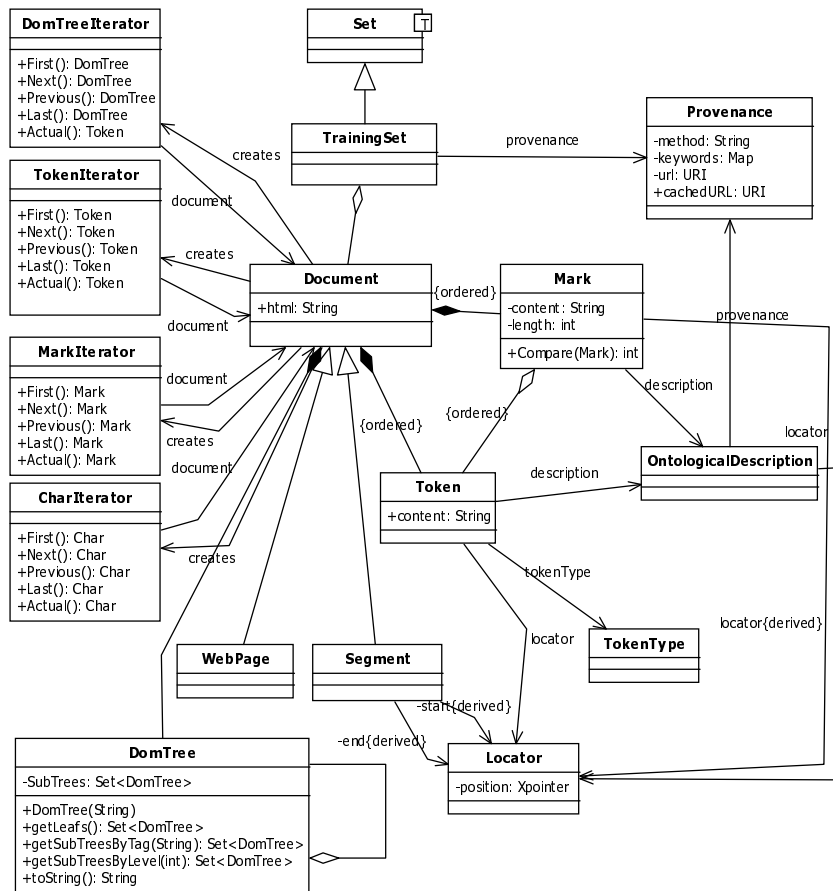 DomTreeIterator
+First(): DomTree
+Next(): DomTree
+Previous(): DomTree
+Last(): DomTree
+Actual(): Token
Set
T
TrainingSet
provenance
Provenance
-method: String
-keywords: Map
-url: URI
+cachedURL: URI
creates
document
TokenIterator
+First(): Token
+Next(): Token
+Previous(): Token
+Last(): Token
+Actual(): Token
creates
document
Document
+html: String
{ordered}
Mark
-content: String
-length: int
+Compare(Mark): int
provenance
description
MarkIterator
+First(): Mark
+Next(): Mark
+Previous(): Mark
+Last(): Mark
+Actual(): Mark
document
creates
document
{ordered}
{ordered}
locator
OntologicalDescription
description
Token
+content: String
CharIterator
+First(): Char
+Next(): Char
+Previous(): Char
+Last(): Char
+Actual(): Char
creates
tokenType
locator
locator{derived}
TokenType
WebPage
Segment
-start{derived}
-end{derived}
Locator
-position: Xpointer
DomTree
-SubTrees: Set<DomTree>
+DomTree(String)
+getLeafs(): Set<DomTree>
+getSubTreesByTag(String): Set<DomTree>
+getSubTreesByLevel(int): Set<DomTree>
+toString(): String